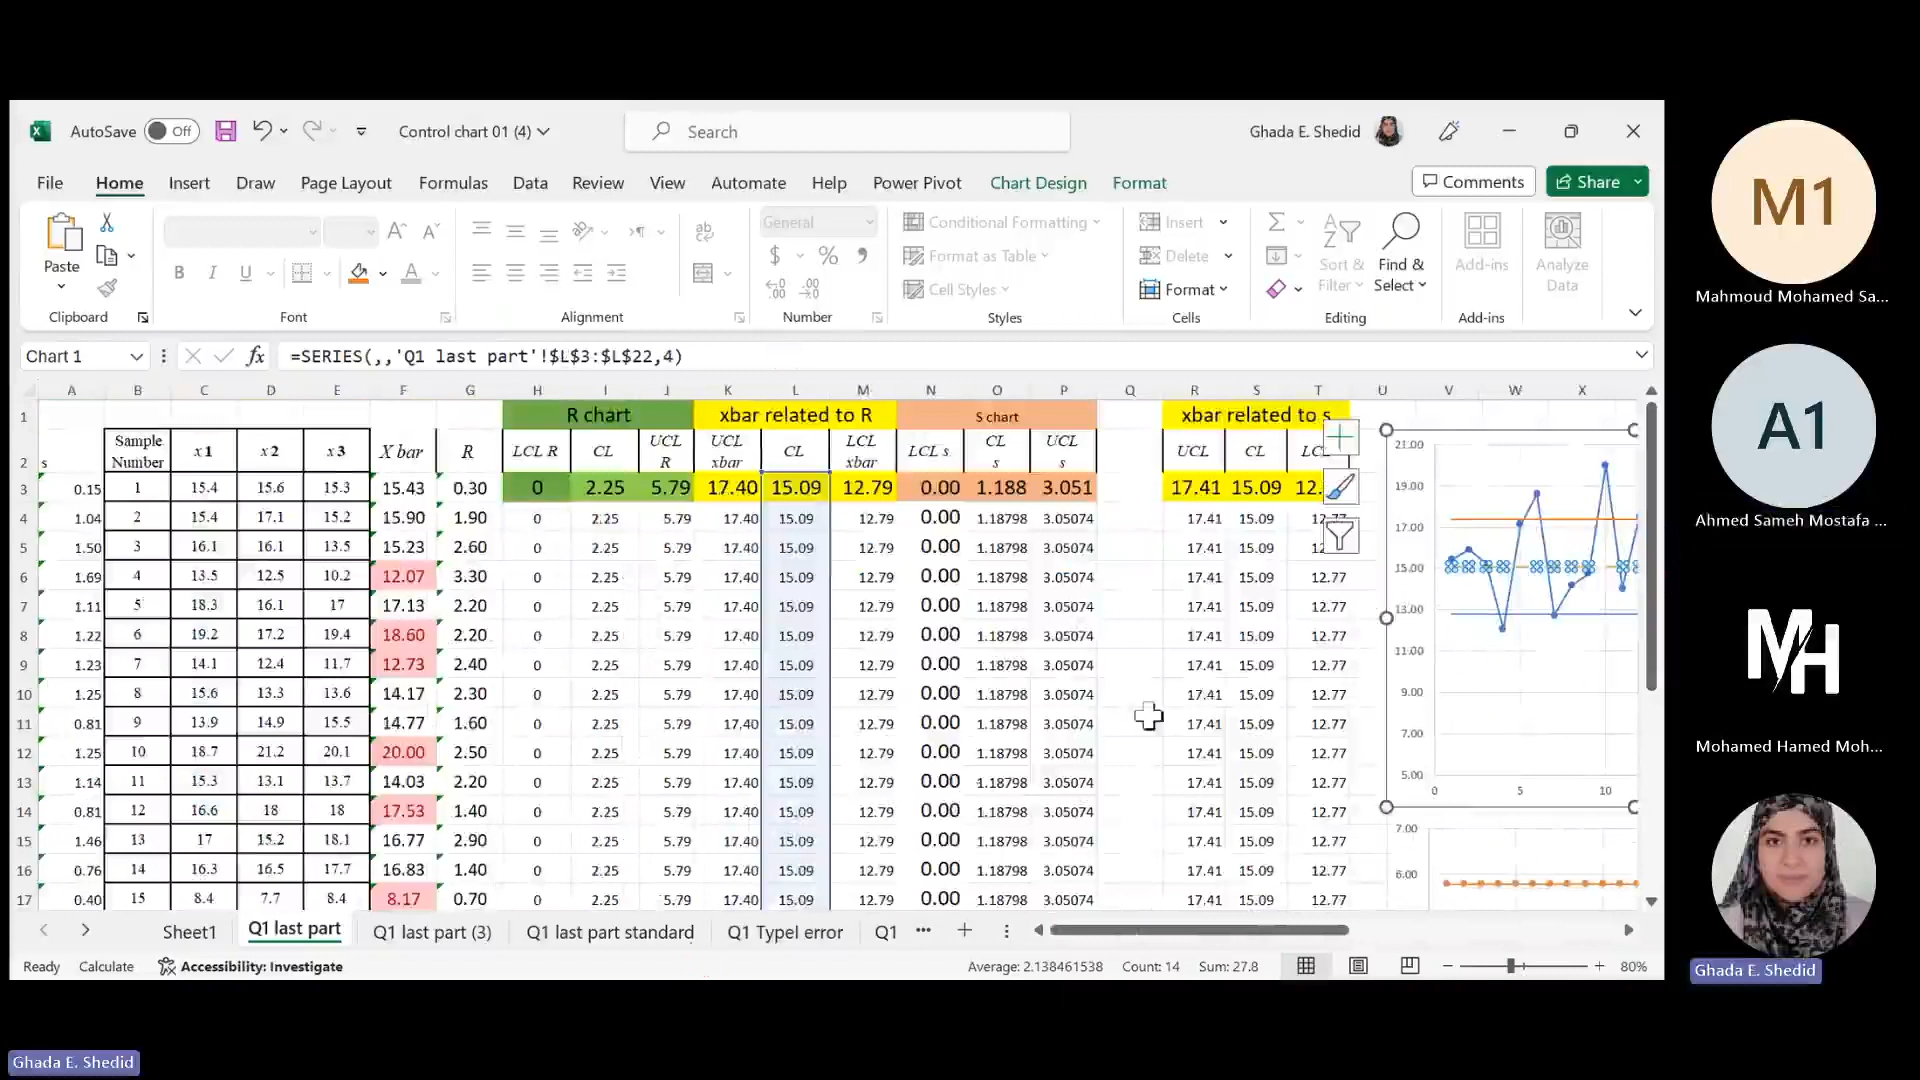 AutoSave Off Control chart 01 (4) Search Ghada E. Shedid
File Home Insert Draw Page Layout Formulas Data Review View Automate Help Power Pivot Chart Design Format Comments Share
Paste General Conditional Formatting Insert
Format as Table Delete Sort & Filter Find & Select Add-ins Analyze Data
Cell Styles Format
Clipboard Font Alignment Number Styles Cells Editing Add-ins
Chart 1 fx =SERIES(,,'Q1 last part'!$L$3:$L$22,4)
A B C D E F G H I J K L M N O P Q R S T U V W X
1 R chart xbar related to R S chart xbar related to s
2 s Sample Number x1 x2 x3 X bar R LCL R CL UCL R UCL xbar CL LCL xbar LCL s CL s UCL s UCL CL LCL
3 0.15 1 15.4 15.6 15.3 15.43 0.30 0 2.25 5.79 17.40 15.09 12.79 0.00 1.188 3.051 17.41 15.09 12.
4 1.04 2 15.4 17.1 15.2 15.90 1.90 0 2.25 5.79 17.40 15.09 12.79 0.00 1.18798 3.05074 17.41 15.09 12.77
5 1.50 3 16.1 16.1 13.5 15.23 2.60 0 2.25 5.79 17.40 15.09 12.79 0.00 1.18798 3.05074 17.41 15.09 12.
6 1.69 4 13.5 12.5 10.2 12.07 3.30 0 2.25 5.79 17.40 15.09 12.79 0.00 1.18798 3.05074 17.41 15.09 12.77
7 1.11 5 18.3 16.1 17 17.13 2.20 0 2.25 5.79 17.40 15.09 12.79 0.00 1.18798 3.05074 17.41 15.09 12.77
8 1.22 6 19.2 17.2 19.4 18.60 2.20 0 2.25 5.79 17.40 15.09 12.79 0.00 1.18798 3.05074 17.41 15.09 12.77
9 1.23 7 14.1 12.4 11.7 12.73 2.40 0 2.25 5.79 17.40 15.09 12.79 0.00 1.18798 3.05074 17.41 15.09 12.77
10 1.25 8 15.6 13.3 13.6 14.17 2.30 0 2.25 5.79 17.40 15.09 12.79 0.00 1.18798 3.05074 17.41 15.09 12.77
11 0.81 9 13.9 14.9 15.5 14.77 1.60 0 2.25 5.79 17.40 15.09 12.79 0.00 1.18798 3.05074 17.41 15.09 12.77
12 1.25 10 18.7 21.2 20.1 20.00 2.50 0 2.25 5.79 17.40 15.09 12.79 0.00 1.18798 3.05074 17.41 15.09 12.77
13 1.14 11 15.3 13.1 13.7 14.03 2.20 0 2.25 5.79 17.40 15.09 12.79 0.00 1.18798 3.05074 17.41 15.09 12.77
14 0.81 12 16.6 18 18 17.53 1.40 0 2.25 5.79 17.40 15.09 12.79 0.00 1.18798 3.05074 17.41 15.09 12.77
15 1.46 13 17 15.2 18.1 16.77 2.90 0 2.25 5.79 17.40 15.09 12.79 0.00 1.18798 3.05074 17.41 15.09 12.77
16 0.76 14 16.3 16.5 17.7 16.83 1.40 0 2.25 5.79 17.40 15.09 12.79 0.00 1.18798 3.05074 17.41 15.09 12.77
17 0.40 15 8.4 7.7 8.4 8.17 0.70 0 2.25 5.79 17.40 15.09 12.79 0.00 1.18798 3.05074 17.41 15.09 12.77
21.00
19.00
17.00
15.00
13.00
11.00
9.00
7.00
5.00
0 5 10
7.00
6.00
Sheet1 Q1 last part Q1 last part (3) Q1 last part standard Q1 TypeI error Q1
Ready Calculate Accessibility: Investigate Average: 2.138461538 Count: 14 Sum: 27.8 80%
M1
Mahmoud Mohamed Sa...
A1
Ahmed Sameh Mostafa ...
MH
Mohamed Hamed Moh...
Ghada E. Shedid
Ghada E. Shedid